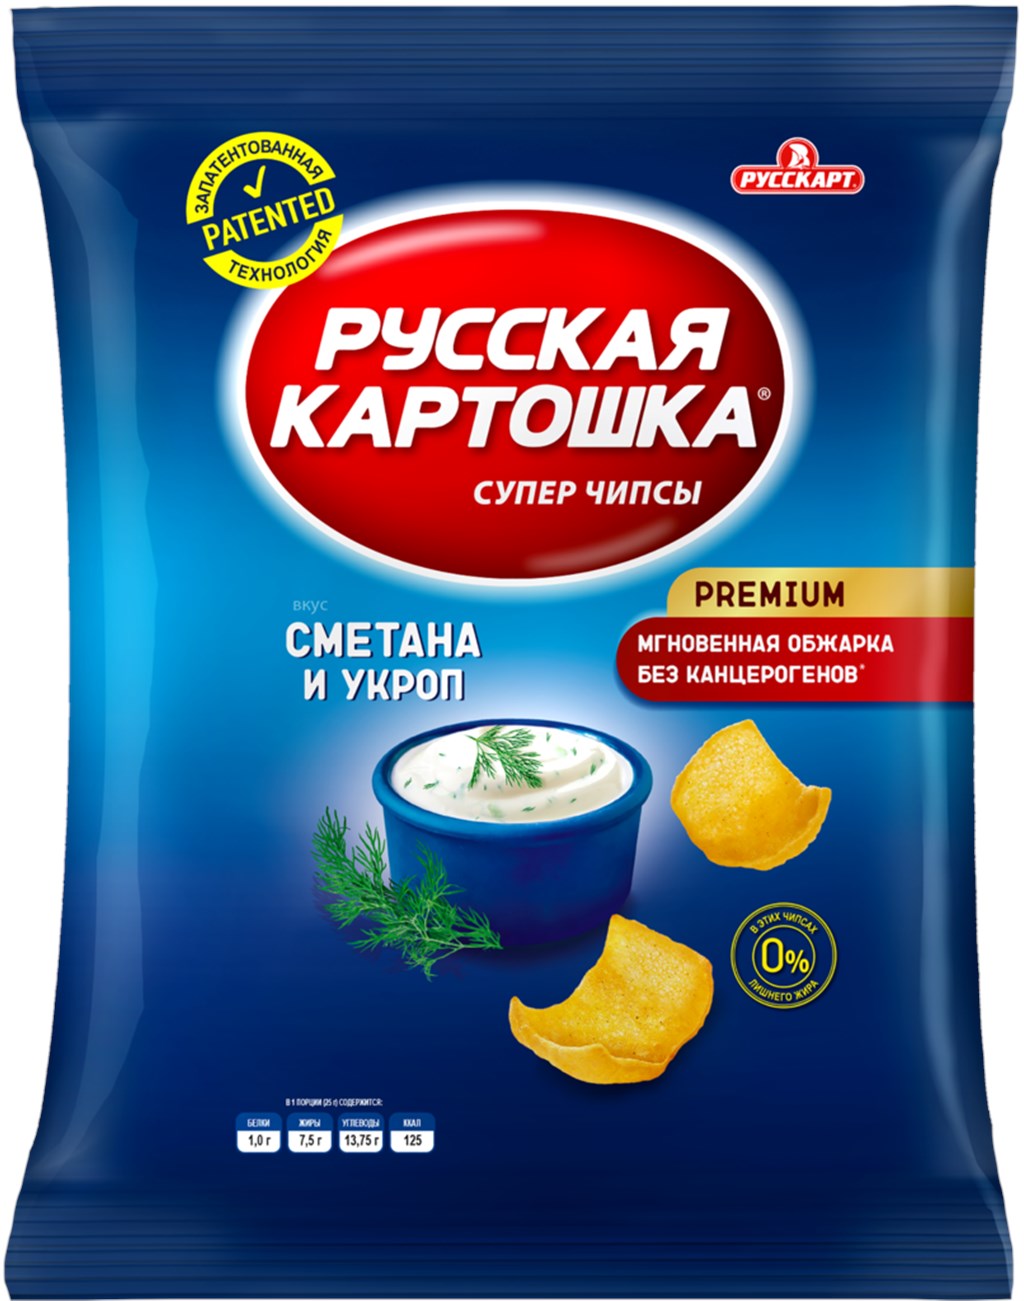 ЗАПАТЕНТОВАННАЯ
PATENTED
ТЕХНОЛОГИЯ
РУССКАРТ®
РУССКАЯ
КАРТОШКА®
СУПЕР ЧИПСЫ
PREMIUM
МГНОВЕННАЯ ОБЖАРКА
БЕЗ КАНЦЕРОГЕНОВ*
вкус
СМЕТАНА
И УКРОП
В ЭТИХ ЧИПСАХ
0%
ЛИШНЕГО ЖИРА
В 1 ПОРЦИИ (25 г) СОДЕРЖИТСЯ:
БЕЛКИ ЖИРЫ УГЛЕВОДЫ ККАЛ
1,0 г 7,5 г 13,75 г 125